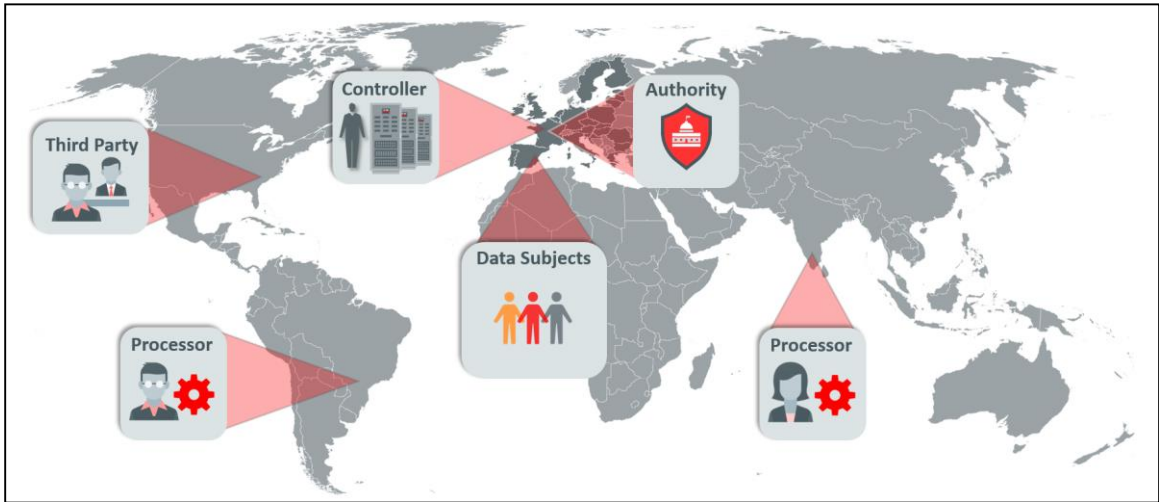 Controller
Authority
Third Party
Data Subjects
Processor
Processor